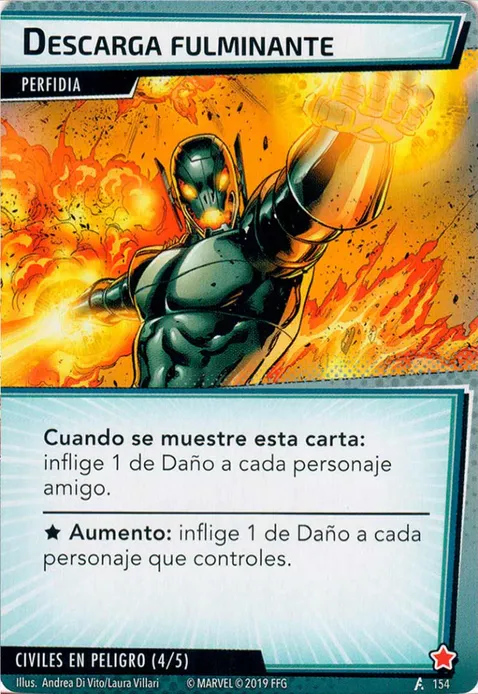 DESCARGA FULMINANTE
PERFIDIA
Cuando se muestre esta carta:
inflige 1 de Daño a cada personaje
amigo.
★ Aumento: inflige 1 de Daño a cada
personaje que controles.
CIVILES EN PELIGRO (4/5)
Illus. Andrea Di Vito/Laura Villari © MARVEL © 2019 FFG 154